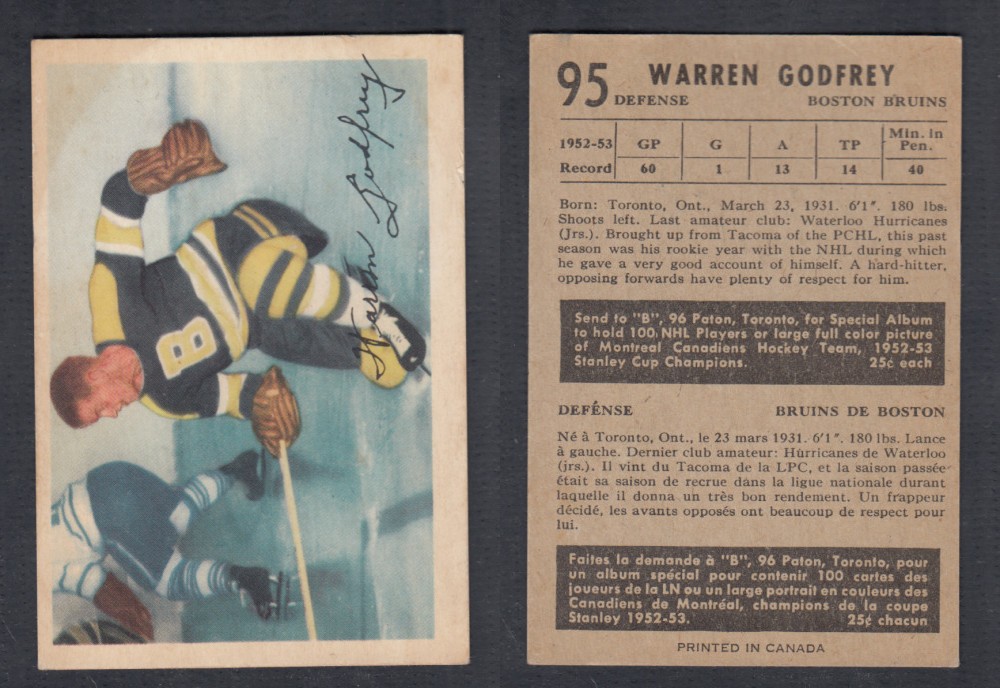 Warren Godfrey
B
95 WARREN GODFREY
DEFENSE BOSTON BRUINS
1952-53 GP G A TP Min. in Pen.
Record 60 1 13 14 40
Born: Toronto, Ont., March 23, 1931. 6'1". 180 lbs.
Shoots left. Last amateur club: Waterloo Hurricanes
(Jrs.). Brought up from Tacoma of the PCHL, this past
season was his rookie year with the NHL during which
he gave a very good account of himself. A hard-hitter,
opposing forwards have plenty of respect for him.
Send to "B", 96 Paton, Toronto, for Special Album
to hold 100 NHL Players or large full color picture
of Montreal Canadiens Hockey Team, 1952-53
Stanley Cup Champions. 25¢ each
DEFENSE BRUINS DE BOSTON
Né à Toronto, Ont., le 23 mars 1931. 6'1". 180 lbs. Lance
à gauche. Dernier club amateur: Hurricanes de Waterloo
(jrs.). Il vint du Tacoma de la LPC, et la saison passée
était sa saison de recrue dans la ligue nationale durant
laquelle il donna un très bon rendement. Un frappeur
décidé, les avants opposés ont beaucoup de respect pour
lui.
Faites la demande à "B", 96 Paton, Toronto, pour
un album spécial pour contenir 100 cartes des
joueurs de la LN ou un large portrait en couleurs des
Canadiens de Montréal, champions de la coupe
Stanley 1952-53. 25¢ chacun
PRINTED IN CANADA